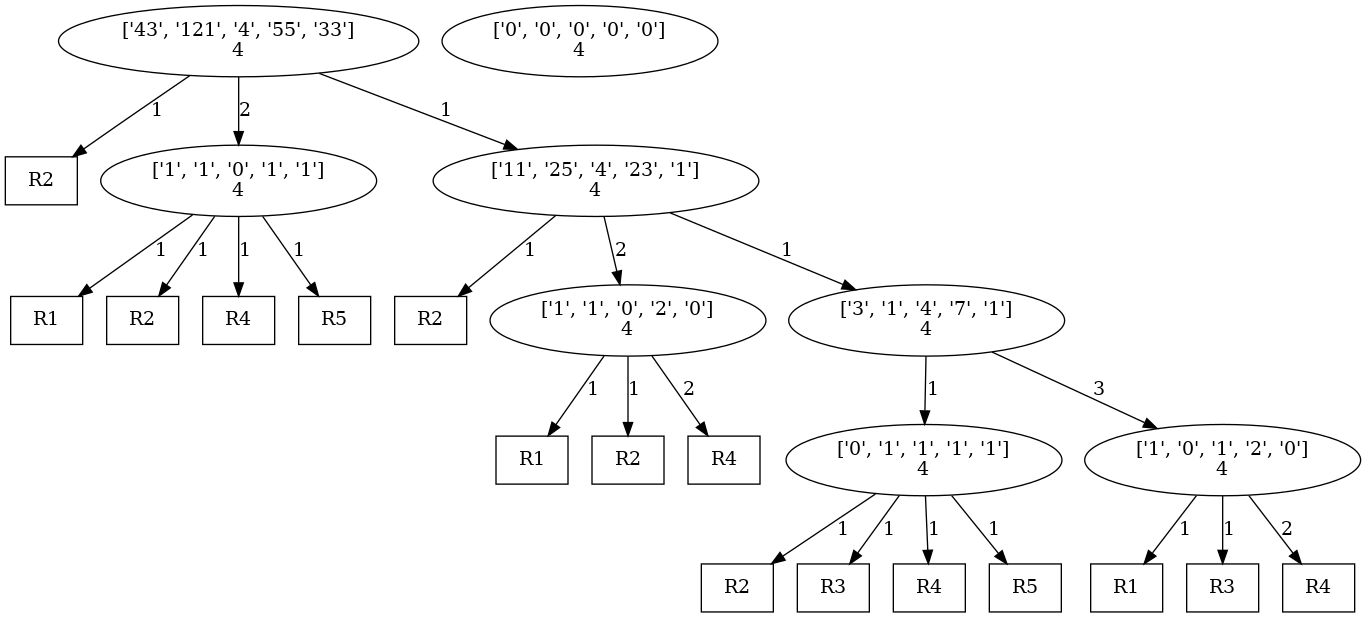 ['43', '121', '4', '55', '33']
4
['0', '0', '0', '0', '0']
4
1
2
1
R2
['1', '1', '0', '1', '1']
4
['11', '25', '4', '23', '1']
4
1
1
1
1
1
2
1
R1
R2
R4
R5
R2
['1', '1', '0', '2', '0']
4
['3', '1', '4', '7', '1']
4
1
1
2
1
3
R1
R2
R4
['0', '1', '1', '1', '1']
4
['1', '0', '1', '2', '0']
4
1
1
1
1
1
1
2
R2
R3
R4
R5
R1
R3
R4